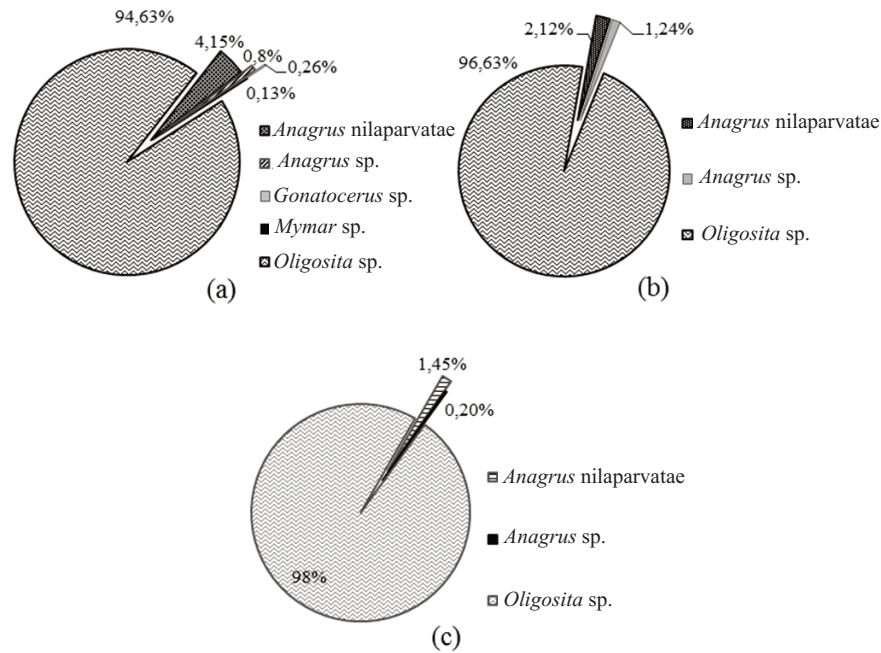 94,63%
4,15%
0,8%
0,26%
0,13%
Anagrus nilaparvatae
Anagrus sp.
Gonatocerus sp.
Mymar sp.
Oligosita sp.
(a)
2,12%
1,24%
96,63%
Anagrus nilaparvatae
Anagrus sp.
Oligosita sp.
(b)
1,45%
0,20%
98%
Anagrus nilaparvatae
Anagrus sp.
Oligosita sp.
(c)